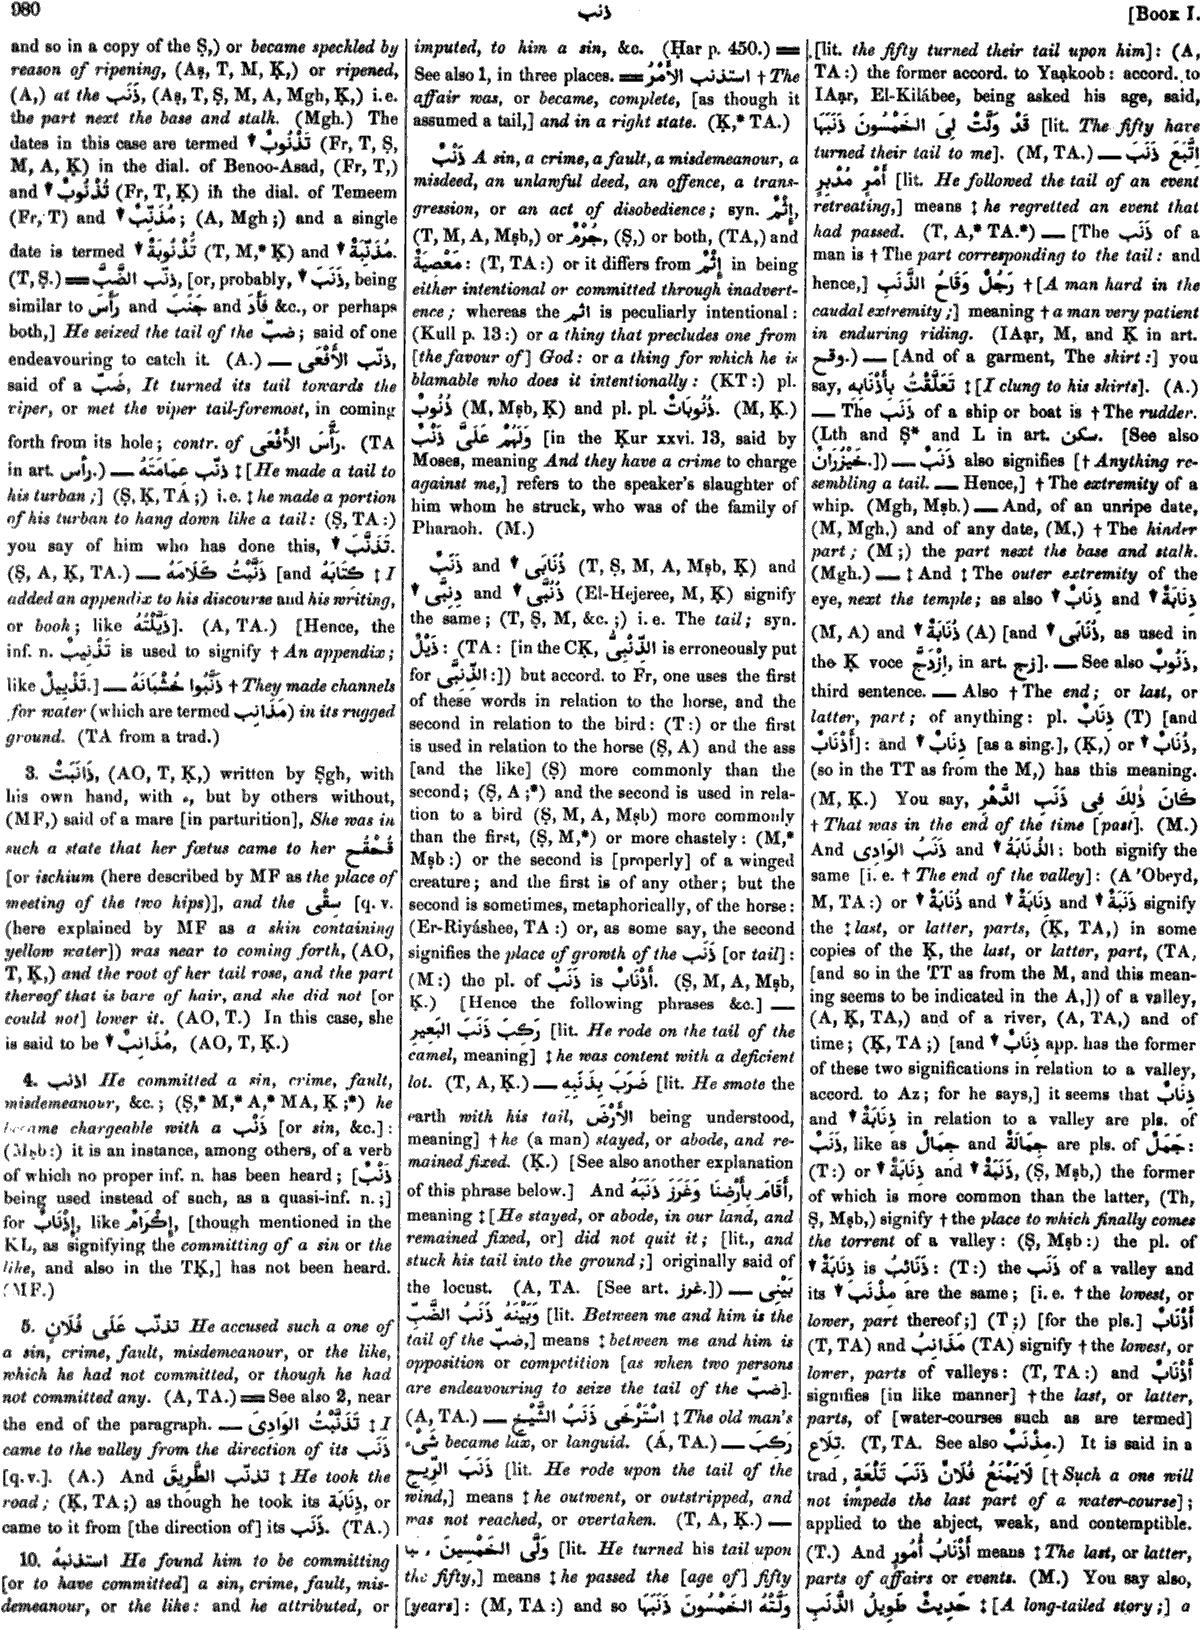 980
ذنب
[Book I.
and so in a copy of the Ṣ,) or became speckled by
reason of ripening, (Aṣ, T, M, Ḳ,) or ripened,
(A,) at the ذَنَب, (Aṣ, T, Ṣ, M, A, Mgh, Ḳ,) i.e.
the part next the base and stalk. (Mgh.) The
dates in this case are termed ↓ تَذْنُوبٌ (Fr, T, Ṣ,
M, A, Ḳ) in the dial. of Benoo-Asad, (Fr, T,)
and ↓ تُذْنُوبٌ (Fr, T, Ḳ) in the dial. of Temeem
(Fr, T) and ↓ مُذَنِّبٌ; (A, Mgh;) and a single
date is termed ↓ تَذْنُوبَةٌ (T, M,* Ḳ) and ↓ مُذَنِّبَةٌ.
(T, Ṣ.) ═ ذنّب الضَّبَّ, [or, probably, ↓ ذَنَبَ, being
similar to رَأَسَ and جَنَبَ and فَأَدَ &c., or perhaps
both,] He seized the tail of the ضبّ; said of one
endeavouring to catch it. (A.) — ذنّب الأَفْعَى,
said of a ضَبّ, It turned its tail towards the
viper, or met the viper tail-foremost, in coming
forth from its hole; contr. of رَأَّسَ الأَفْعَى. (TA
in art. رأس.) — ذنّب عِمَامَتَهُ ‡ [He made a tail to
his turban;] (Ṣ, Ḳ, TA;) i.e. ‡ he made a portion
of his turban to hang down like a tail: (Ṣ, TA:)
you say of him who has done this, ↓ تَذَنَّبَ.
(Ṣ, A, Ḳ, TA.) — ذَنَّبْتُ كَلَامَهُ [and كِتَابَهُ ‡ I
added an appendix to his discourse and his writing,
or book; like ذَيَّلْتُهُ]. (A, TA.) [Hence, the
inf. n. تَذْنِيبٌ is used to signify † An appendix;
like تَذْيِيلٌ.] — ذَنَّبُوا خُشْبَانَهُ † They made channels
for water (which are termed مَذَانِب) in its rugged
ground. (TA from a trad.)
3. ذَانَبَتْ, (AO, T, Ḳ,) written by Ṣgh, with
his own hand, with ء, but by others without,
(MF,) said of a mare [in parturition], She was in
such a state that her fœtus came to her قُحْقُح
[or ischium (here described by MF as the place of
meeting of the two hips)], and the سِقْى [q. v.
(here explained by MF as a skin containing
yellow water]) was near to coming forth, (AO,
T, Ḳ,) and the root of her tail rose, and the part
thereof that is bare of hair, and she did not [or
could not] lower it. (AO, T.) In this case, she
is said to be ↓ مُذَانِبٌ, (AO, T, Ḳ.)
4. اذنب He committed a sin, crime, fault,
misdemeanour, &c.; (Ṣ,* M,* A,* MA, Ḳ;*) he
became chargeable with a ذَنْب [or sin, &c.]:
(Mṣb:) it is an instance, among others, of a verb
of which no proper inf. n. has been heard; [ذَنْبٌ
being used instead of such, as a quasi-inf. n.;]
for إِذْنَابٌ, like إِكْرَامٌ, [though mentioned in the
KL, as signifying the committing of a sin or the
like, and also in the TḲ,] has not been heard.
(MF.)
5. تذنّب عَلَى فُلَانٍ He accused such a one of
a sin, crime, fault, misdemeanour, or the like,
which he had not committed, or though he had
not committed any. (A, TA.) ═ See also 2, near
the end of the paragraph. — تَذَنَّبْتُ الوَادِىَ ‡ I
came to the valley from the direction of its ذَنَب
[q.v.]. (A.) And تذنّب الطَّرِيقَ ‡ He took the
road; (Ḳ, TA;) as though he took its ذِنَابَة, or
came to it from [the direction of] its ذَنَب. (TA.)
10. استذنبهُ He found him to be committing
[or to have committed] a sin, crime, fault, mis-
demeanour, or the like: and he attributed, or
imputed, to him a sin, &c. (Ḥar p. 450.) ═
See also 1, in three places. ═ استذنب الأَمْرُ † The
affair was, or became, complete, [as though it
assumed a tail,] and in a right state. (Ḳ,* TA.)
ذَنْبٌ A sin, a crime, a fault, a misdemeanour, a
misdeed, an unlawful deed, an offence, a trans-
gression, or an act of disobedience; syn. إِثْمٌ,
(T, M, A, Mṣb,) or جُرْمٌ, (Ṣ,) or both, (TA,) and
مَعْصِيَةٌ: (T, TA:) or it differs from إِثْمٌ in being
either intentional or committed through inadvert-
ence; whereas the اثم is peculiarly intentional:
(Kull p. 13:) or a thing that precludes one from
[the favour of] God: or a thing for which he is
blamable who does it intentionally: (KT:) pl.
ذُنُوبٌ (M, Mṣb, Ḳ) and pl. pl. ذُنُوبَاتٌ. (M, Ḳ.)
وَلَهُمْ عَلَىَّ ذَنْبٌ [in the Ḳur xxvi. 13, said by
Moses, meaning And they have a crime to charge
against me,] refers to the speaker's slaughter of
him whom he struck, who was of the family of
Pharaoh. (M.)
ذَنَبٌ and ↓ ذُنَابَى (T, Ṣ, M, A, Mṣb, Ḳ) and
↓ ذُنُبَّى and ↓ ذِنِبَّى (El-Hejeree, M, Ḳ) signify
the same; (T, Ṣ, M, &c.;) i. e. The tail; syn.
ذَيْلٌ: (TA: [in the CḲ, الذَّنْبِىُّ is erroneously put
for الذِّنِبَّى:]) but accord. to Fr, one uses the first
of these words in relation to the horse, and the
second in relation to the bird: (T:) or the first
is used in relation to the horse (Ṣ, A) and the ass
[and the like] (Ṣ) more commonly than the
second; (Ṣ, A;*) and the second is used in rela-
tion to a bird (Ṣ, M, A, Mṣb) more commonly
than the first, (Ṣ, M,*) or more chastely: (M,*
Mṣb:) or the second is [properly] of a winged
creature; and the first is of any other; but the
second is sometimes, metaphorically, of the horse:
(Er-Riyáshee, TA:) or, as some say, the second
signifies the place of growth of the ذَنَب [or tail]:
(M:) the pl. of ذَنَبٌ is أَذْنَابٌ. (Ṣ, M, A, Mṣb,
Ḳ.) [Hence the following phrases &c.] —
رَكِبَ ذَنَبَ البَعِيرِ [lit. He rode on the tail of the
camel, meaning] ‡ he was content with a deficient
lot. (T, A, Ḳ.) — ضَرَبَ بِذَنَبِهِ [lit. He smote the
earth with his tail, الأَرْضَ being understood,
meaning] † he (a man) stayed, or abode, and re-
mained fixed. (Ḳ.) [See also another explanation
of this phrase below.] And أَقَامَ بِأَرْضِنَا وَغَرَزَ ذَنَبَهُ,
meaning ‡ [He stayed, or abode, in our land, and
remained fixed, or] did not quit it; [lit., and
stuck his tail into the ground;] originally said of
the locust. (A, TA. [See art. غرز.]) — بَيْنِى
وَبَيْنَهُ ذَنَبُ الضَّبِّ [lit. Between me and him is the
tail of the ضبّ,] means ‡ between me and him is
opposition or competition [as when two persons
are endeavouring to seize the tail of the ضبّ].
(A, TA.) — اِسْتَرْخَى ذَنَبُ الشَّيْخِ ‡ The old man's
شَىْء became lax, or languid. (A, TA.) — رَكِبَ
ذَنَبَ الرِّيحِ [lit. He rode upon the tail of the
wind,] means ‡ he outwent, or outstripped, and
was not reached, or overtaken. (T, A, Ḳ.) —
وَلَّى الخَمْسِينَ [lit. He turned his tail upon
the fifty,] means ‡ he passed the [age of] fifty
[years]: (M, TA:) and so وَلَّتْهُ الخَمْسُونَ ذَنَبَهَا
[lit. the fifty turned their tail upon him]: (A,
TA:) the former accord. to Yaạkoob: accord. to
IAạr, El-Kilábee, being asked his age, said,
قَدْ وَلَّتْ لِىَ الخَمْسُونَ ذَنَبَهَا [lit. The fifty have
turned their tail to me]. (M, TA.) — اِتَّبَعَ ذَنَبَ
أَمْرٍ مُدْبِرٍ [lit. He followed the tail of an event
retreating,] means ‡ he regretted an event that
had passed. (T, A,* TA.*) — [The ذَنَب of a
man is † The part corresponding to the tail: and
hence,] رَجُلٌ وَقَاحُ الذَّنَبِ † [A man hard in the
caudal extremity;] meaning † a man very patient
in enduring riding. (IAạr, M, and Ḳ in art.
وقح.) — [And of a garment, The skirt:] you
say, تَعَلَّقْتُ بِأَذْنَابِهِ ‡ [I clung to his skirts]. (A.)
— The ذَنَب of a ship or boat is † The rudder.
(Lth and Ṣ* and L in art. سكن. [See also
خَيْزُرَانٌ.]) — ذَنَبٌ also signifies [† Anything re-
sembling a tail. — Hence,] † The extremity of a
whip. (Mgh, Mṣb.) — And, of an unripe date,
(M, Mgh,) and of any date, (M,) † The hinder
part; (M;) the part next the base and stalk.
(Mgh.) — ‡ And ‡ The outer extremity of the
eye, next the temple; as also ↓ ذِنَابٌ and ↓ ذِنَابَةٌ
(M, A) and ↓ ذُنَابَةٌ (A) [and ↓ ذُنَابَى, as used in
the Ḳ voce أَزَجُّ, in art. زج]. — See also ذَنُوبٌ,
third sentence. — Also † The end; or last, or
latter, part; of anything: pl. ذِنَابٌ (T) [and
أَذْنَابٌ]: and ↓ ذِنَابٌ [as a sing.], (Ḳ,) or ↓ ذُنَابٌ,
(so in the TT as from the M,) has this meaning.
(M, Ḳ.) You say, كَانَ ذٰلِكَ فِى ذَنَبِ الدَّهْرِ
† That was in the end of the time [past]. (M.)
And ذَنَبُ الوَادِى and ↓ الذُّنَابَةُ: both signify the
same [i. e. † The end of the valley]: (A'Obeyd,
M, TA:) or ↓ ذِنَابَةٌ and ↓ ذُنَابَةٌ and ↓ ذَنَبَةٌ signify
the ‡ last, or latter, parts, (Ḳ, TA,) in some
copies of the Ḳ, the last, or latter, part, (TA,
[and so in the TT as from the M, and this mean-
ing seems to be indicated in the A,]) of a valley,
(A, Ḳ, TA,) and of a river, (A, TA,) and of
time; (Ḳ, TA;) [and ↓ ذِنَابٌ app. has the former
of these two significations in relation to a valley,
accord. to Az; for he says,] it seems that ذِنَابٌ
and ↓ ذِنَابَةٌ in relation to a valley are pls. of
ذَنَبٌ, like as جِمَالٌ and جِمَالَةٌ are pls. of جَمَلٌ:
(T:) or ↓ ذِنَابَةٌ and ↓ ذَنَبَةٌ, (Ṣ, Mṣb,) the former
of which is more common than the latter, (Th,
Ṣ, Mṣb,) signify † the place to which finally comes
the torrent of a valley: (Ṣ, Mṣb:) the pl. of
↓ ذِنَابَةٌ is ذَنَائِبُ: (T:) the ذَنَب of a valley and
its ↓ مِذْنَب are the same; [i. e. † the lowest, or
lower, part thereof;] (T;) [for the pls.] أَذْنَابٌ
(T, TA) and مَذَانِبُ (TA) signify † the lowest, or
lower, parts of valleys: (T, TA:) and أَذْنَابٌ
signifies [in like manner] † the last, or latter,
parts, of [water-courses such as are termed]
تِلَاع. (T, TA. See also مِذْنَبٌ.) It is said in a
trad, لَايَمْنَعُ فُلَانٌ ذَنَبَ تَلْعَةٍ [† Such a one will
not impede the last part of a water-course];
applied to the abject, weak, and contemptible.
(T.) And أَذْنَابُ أُمُورٍ means ‡ The last, or latter,
parts of affairs or events. (M.) You say also,
حَدِيثٌ طَوِيلُ الذَّنَبِ ‡ [A long-tailed story;] a